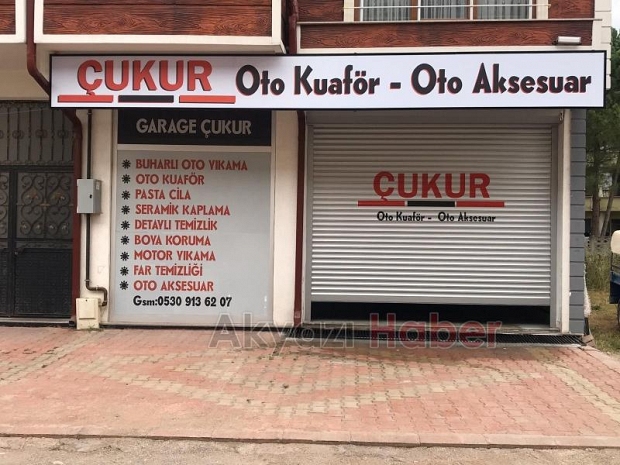 ÇUKUR Oto Kuaför - Oto Aksesuar
GARAGE ÇUKUR
BUHARLI OTO YIKAMA
OTO KUAFÖR
PASTA CİLA
SERAMİK KAPLAMA
DETAYLI TEMİZLİK
BOYA KORUMA
MOTOR YIKAMA
FAR TEMİZLİĞİ
OTO AKSESUAR
Gsm:0530 913 62 07
ÇUKUR
Oto Kuaför - Oto Aksesuar
Akyazı Haber